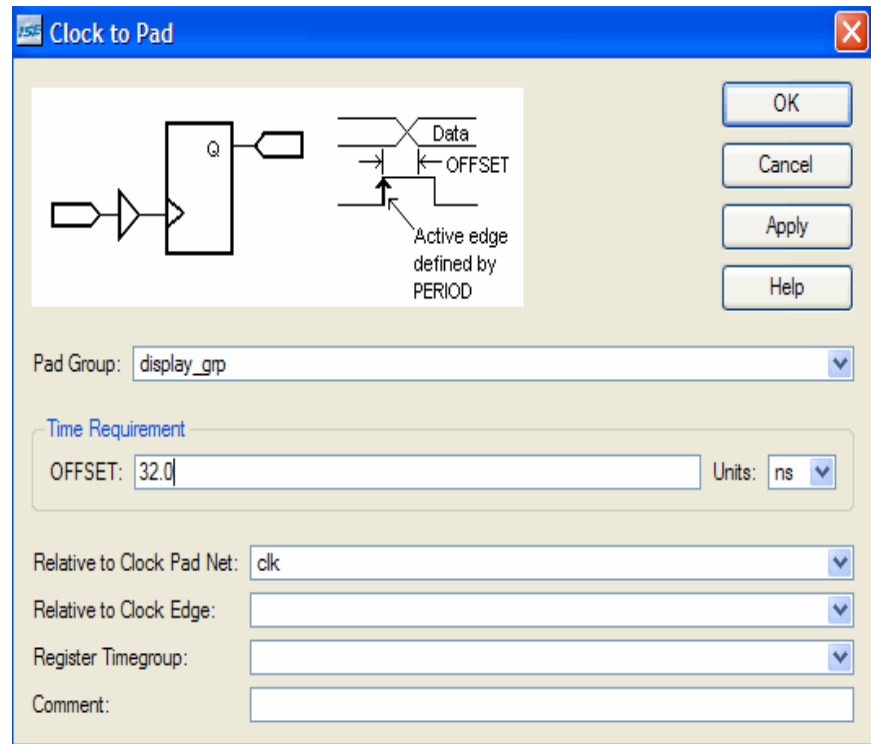 ISE Clock to Pad
Q
Data
OFFSET
Active edge
defined by
PERIOD
OK
Cancel
Apply
Help
Pad Group: display_grp
Time Requirement
OFFSET: 32.0 Units: ns
Relative to Clock Pad Net: clk
Relative to Clock Edge:
Register Timegroup:
Comment: